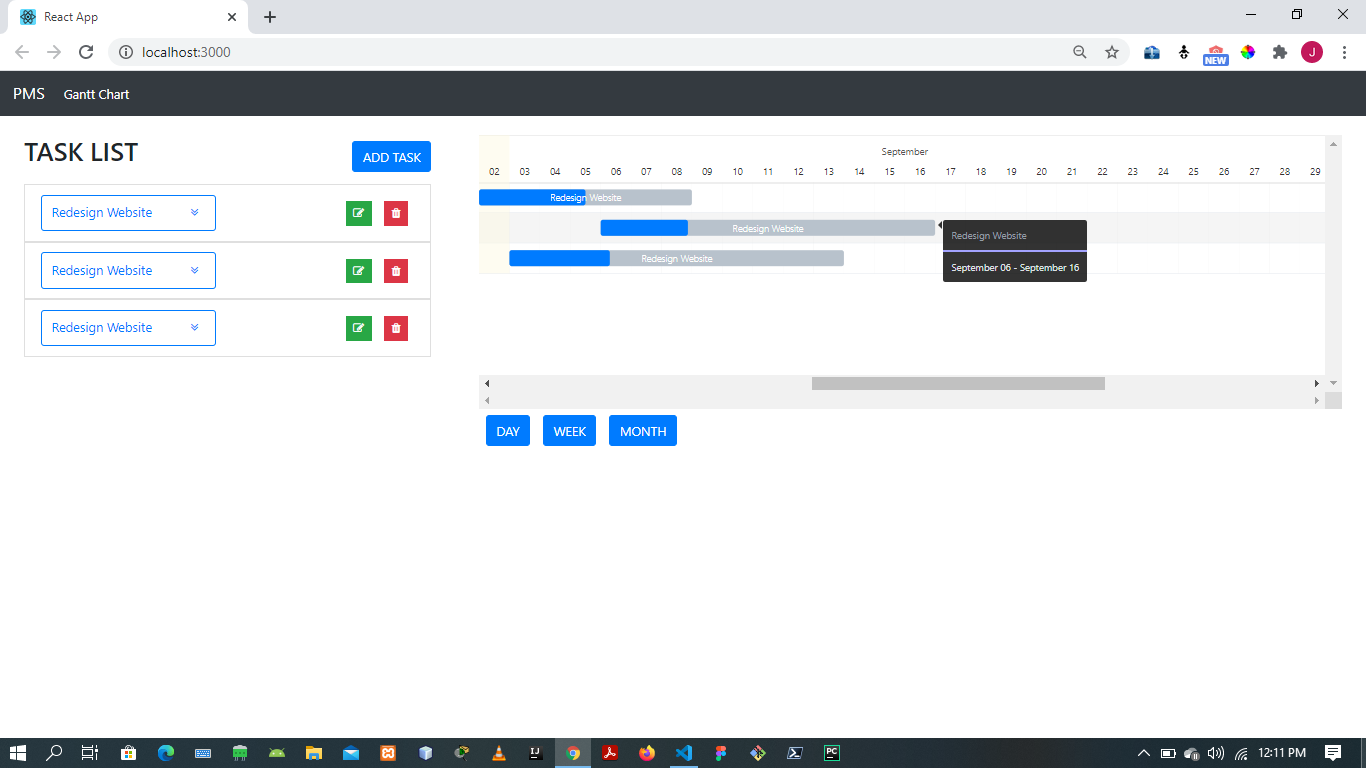 React App
localhost:3000
NEW
J
PMS Gantt Chart
TASK LIST
ADD TASK
Redesign Website
Redesign Website
Redesign Website
September
02 03 04 05 06 07 08 09 10 11 12 13 14 15 16 17 18 19 20 21 22 23 24 25 26 27 28 29
Redesign Website
Redesign Website
Redesign Website
Redesign Website
September 06 - September 16
DAY WEEK MONTH
IJ
PC
12:11 PM